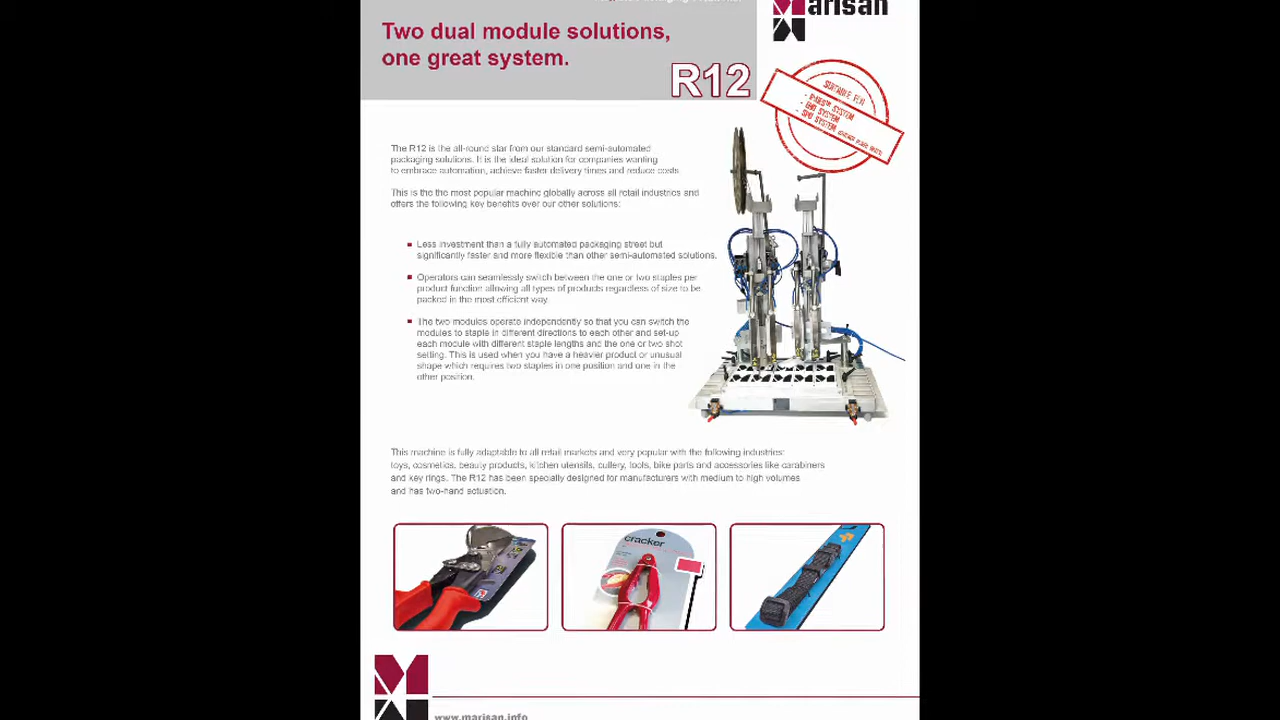 marisan
Two dual module solutions,
one great system.
R12
SUITABLE FOR
SYSTEM
SYSTEM
SYSTEM
The R12 is the all-round star from our standard semi-automated
packaging solutions. It is the ideal solution for companies wanting
to embrace automation, achieve faster delivery times and reduce costs.
This is the the most popular machine globally across all retail industries and
offers the following key benefits over our other solutions:
Less investment than a fully automated packaging street but
significantly faster and more flexible than other semi-automated solutions.
Operators can seamlessly switch between the one or two staples per
product function allowing all types of products regardless of size to be
packed in the most efficient way.
The two modules operate independently so that you can switch the
modules to staple in different directions to each other and set-up
each module with different staple lengths and the one or two shot
setting. This is used when you have a heavier product or unusual
shape which requires two staples in one position and one in the
other position.
This machine is fully adaptable to all retail markets and very popular with the following industries:
toys, cosmetics, beauty products, kitchen utensils, cutlery, tools, bike parts and accessories like carabiners
and key rings. The R12 has been specially designed for manufacturers with medium to high volumes
and has two-hand actuation.
cracker
www.marisan.info